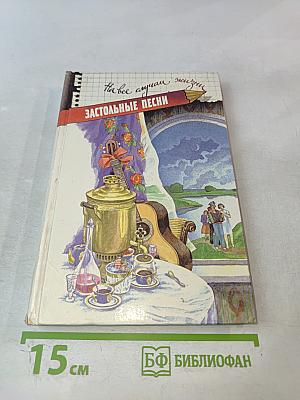 На все случаи жизни
ЗАСТОЛЬНЫЕ ПЕСНИ
15 см
БФ БИБЛИОФАН